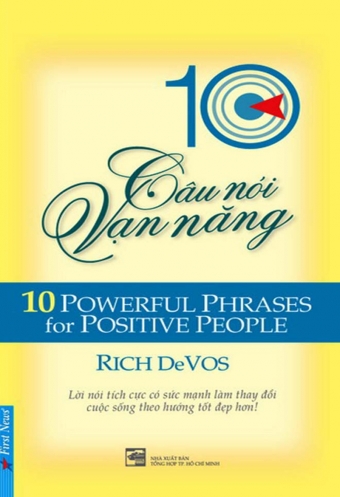 10
Câu nói
Vạn năng
10 POWERFUL PHRASES
for POSITIVE PEOPLE
RICH DeVOS
Lời nói tích cực có sức mạnh làm thay đổi
cuộc sống theo hướng tốt đẹp hơn!
First News
NHÀ XUẤT BẢN
TỔNG HỢP TP. HỒ CHÍ MINH